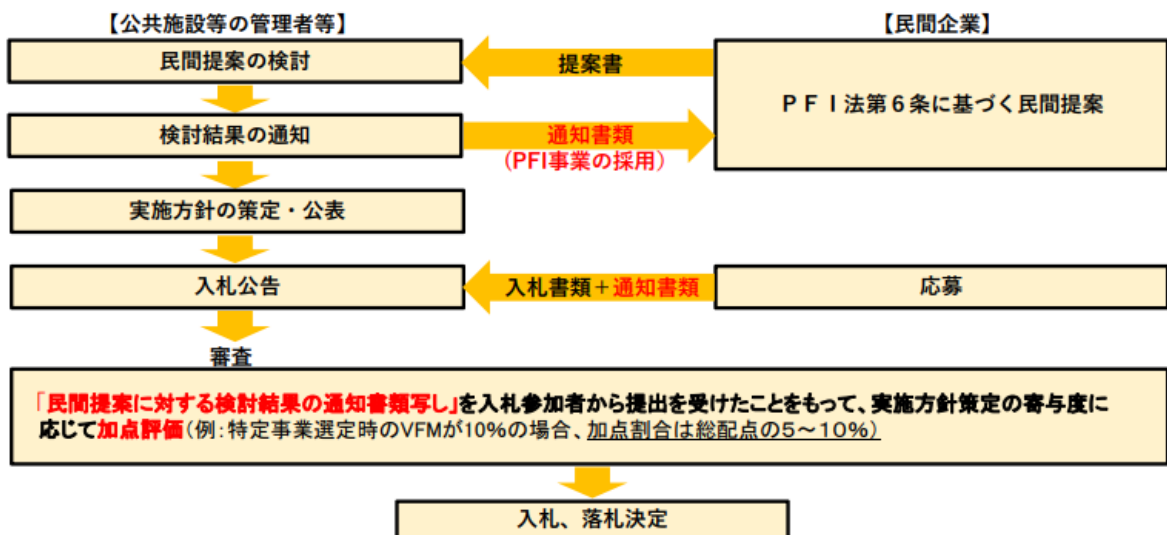 【公共施設等の管理者等】
【民間企業】
民間提案の検討
提案書
ＰＦＩ法第６条に基づく民間提案
検討結果の通知
通知書類
（PFI事業の採用）
実施方針の策定・公表
入札公告
入札書類＋通知書類
応募
審査
「民間提案に対する検討結果の通知書類写し」を入札参加者から提出を受けたことをもって、実施方針策定の寄与度に
応じて加点評価（例：特定事業選定時のVFMが10％の場合、加点割合は総配点の５～１０％）
入札、落札決定